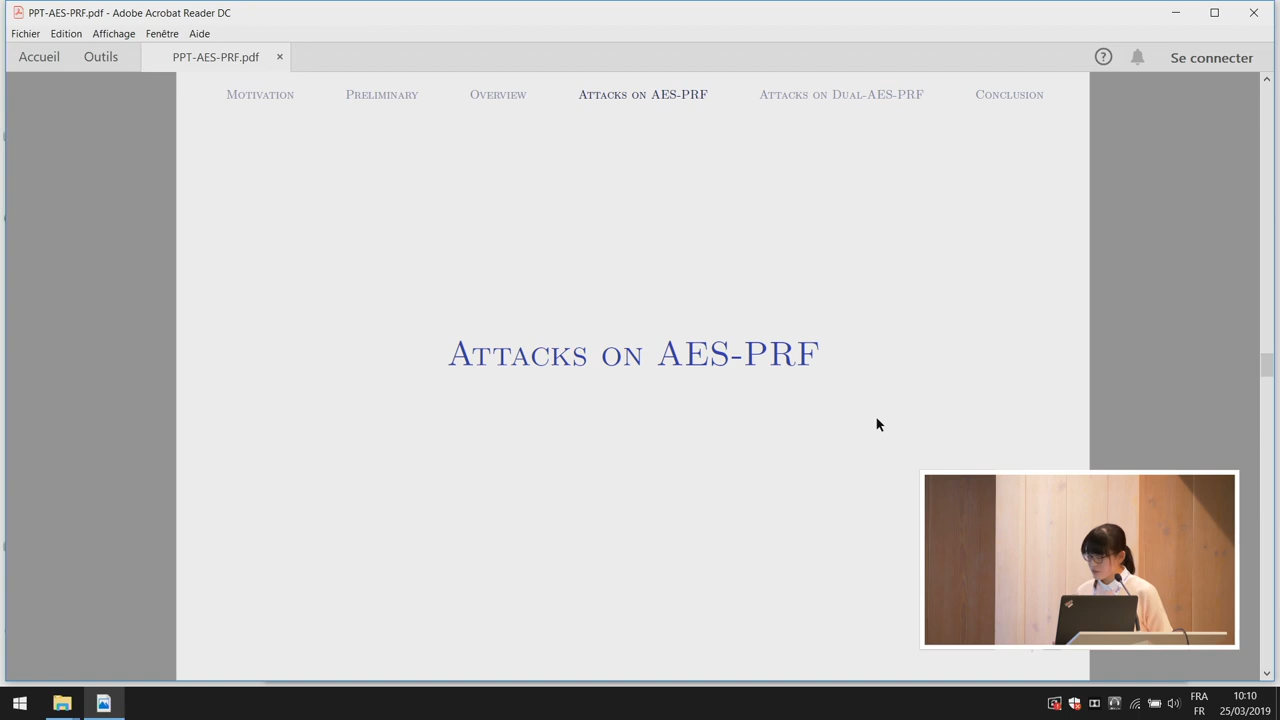 PPT-AES-PRF.pdf - Adobe Acrobat Reader DC
Fichier Edition Affichage Fenêtre Aide
Accueil Outils PPT-AES-PRF.pdf × ? Se connecter
Motivation Preliminary Overview Attacks on AES-PRF Attacks on Dual-AES-PRF Conclusion
Attacks on AES-PRF
FRA 10:10
FR 25/03/2019